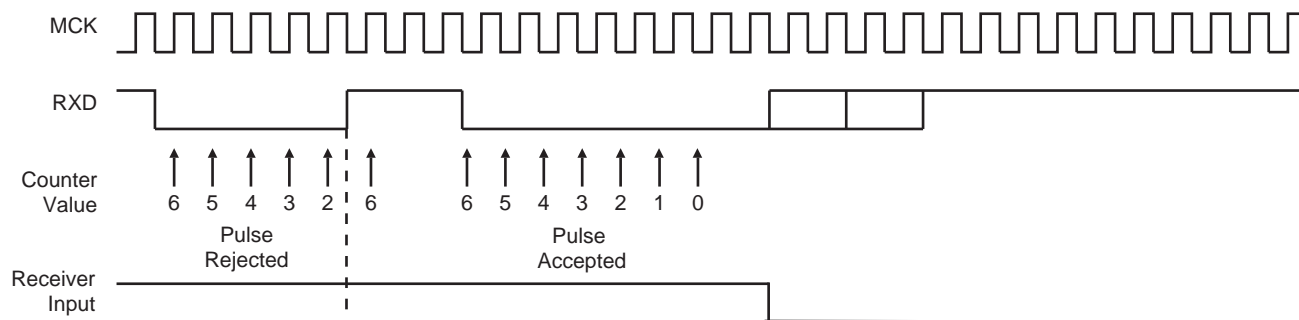 MCK
RXD
Counter
Value
6 5 4 3 2 6 6 5 4 3 2 1 0
Pulse
Rejected
Pulse
Accepted
Receiver
Input